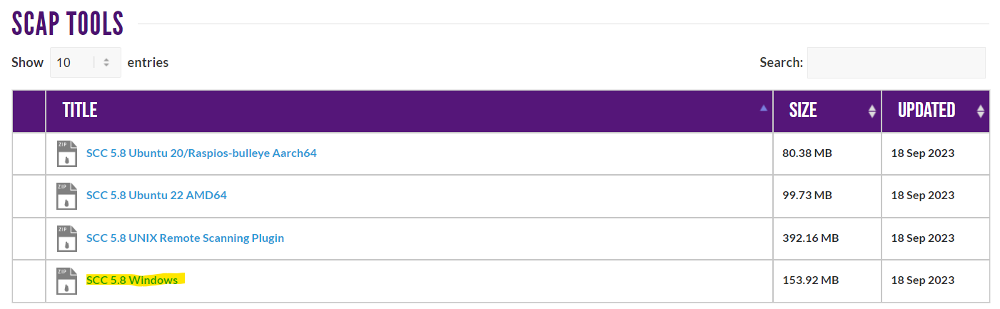 SCAP TOOLS
Show 10 entries Search:
TITLE SIZE UPDATED
ZIP SCC 5.8 Ubuntu 20/Raspios-bulleye Aarch64 80.38 MB 18 Sep 2023
ZIP SCC 5.8 Ubuntu 22 AMD64 99.73 MB 18 Sep 2023
ZIP SCC 5.8 UNIX Remote Scanning Plugin 392.16 MB 18 Sep 2023
ZIP SCC 5.8 Windows 153.92 MB 18 Sep 2023